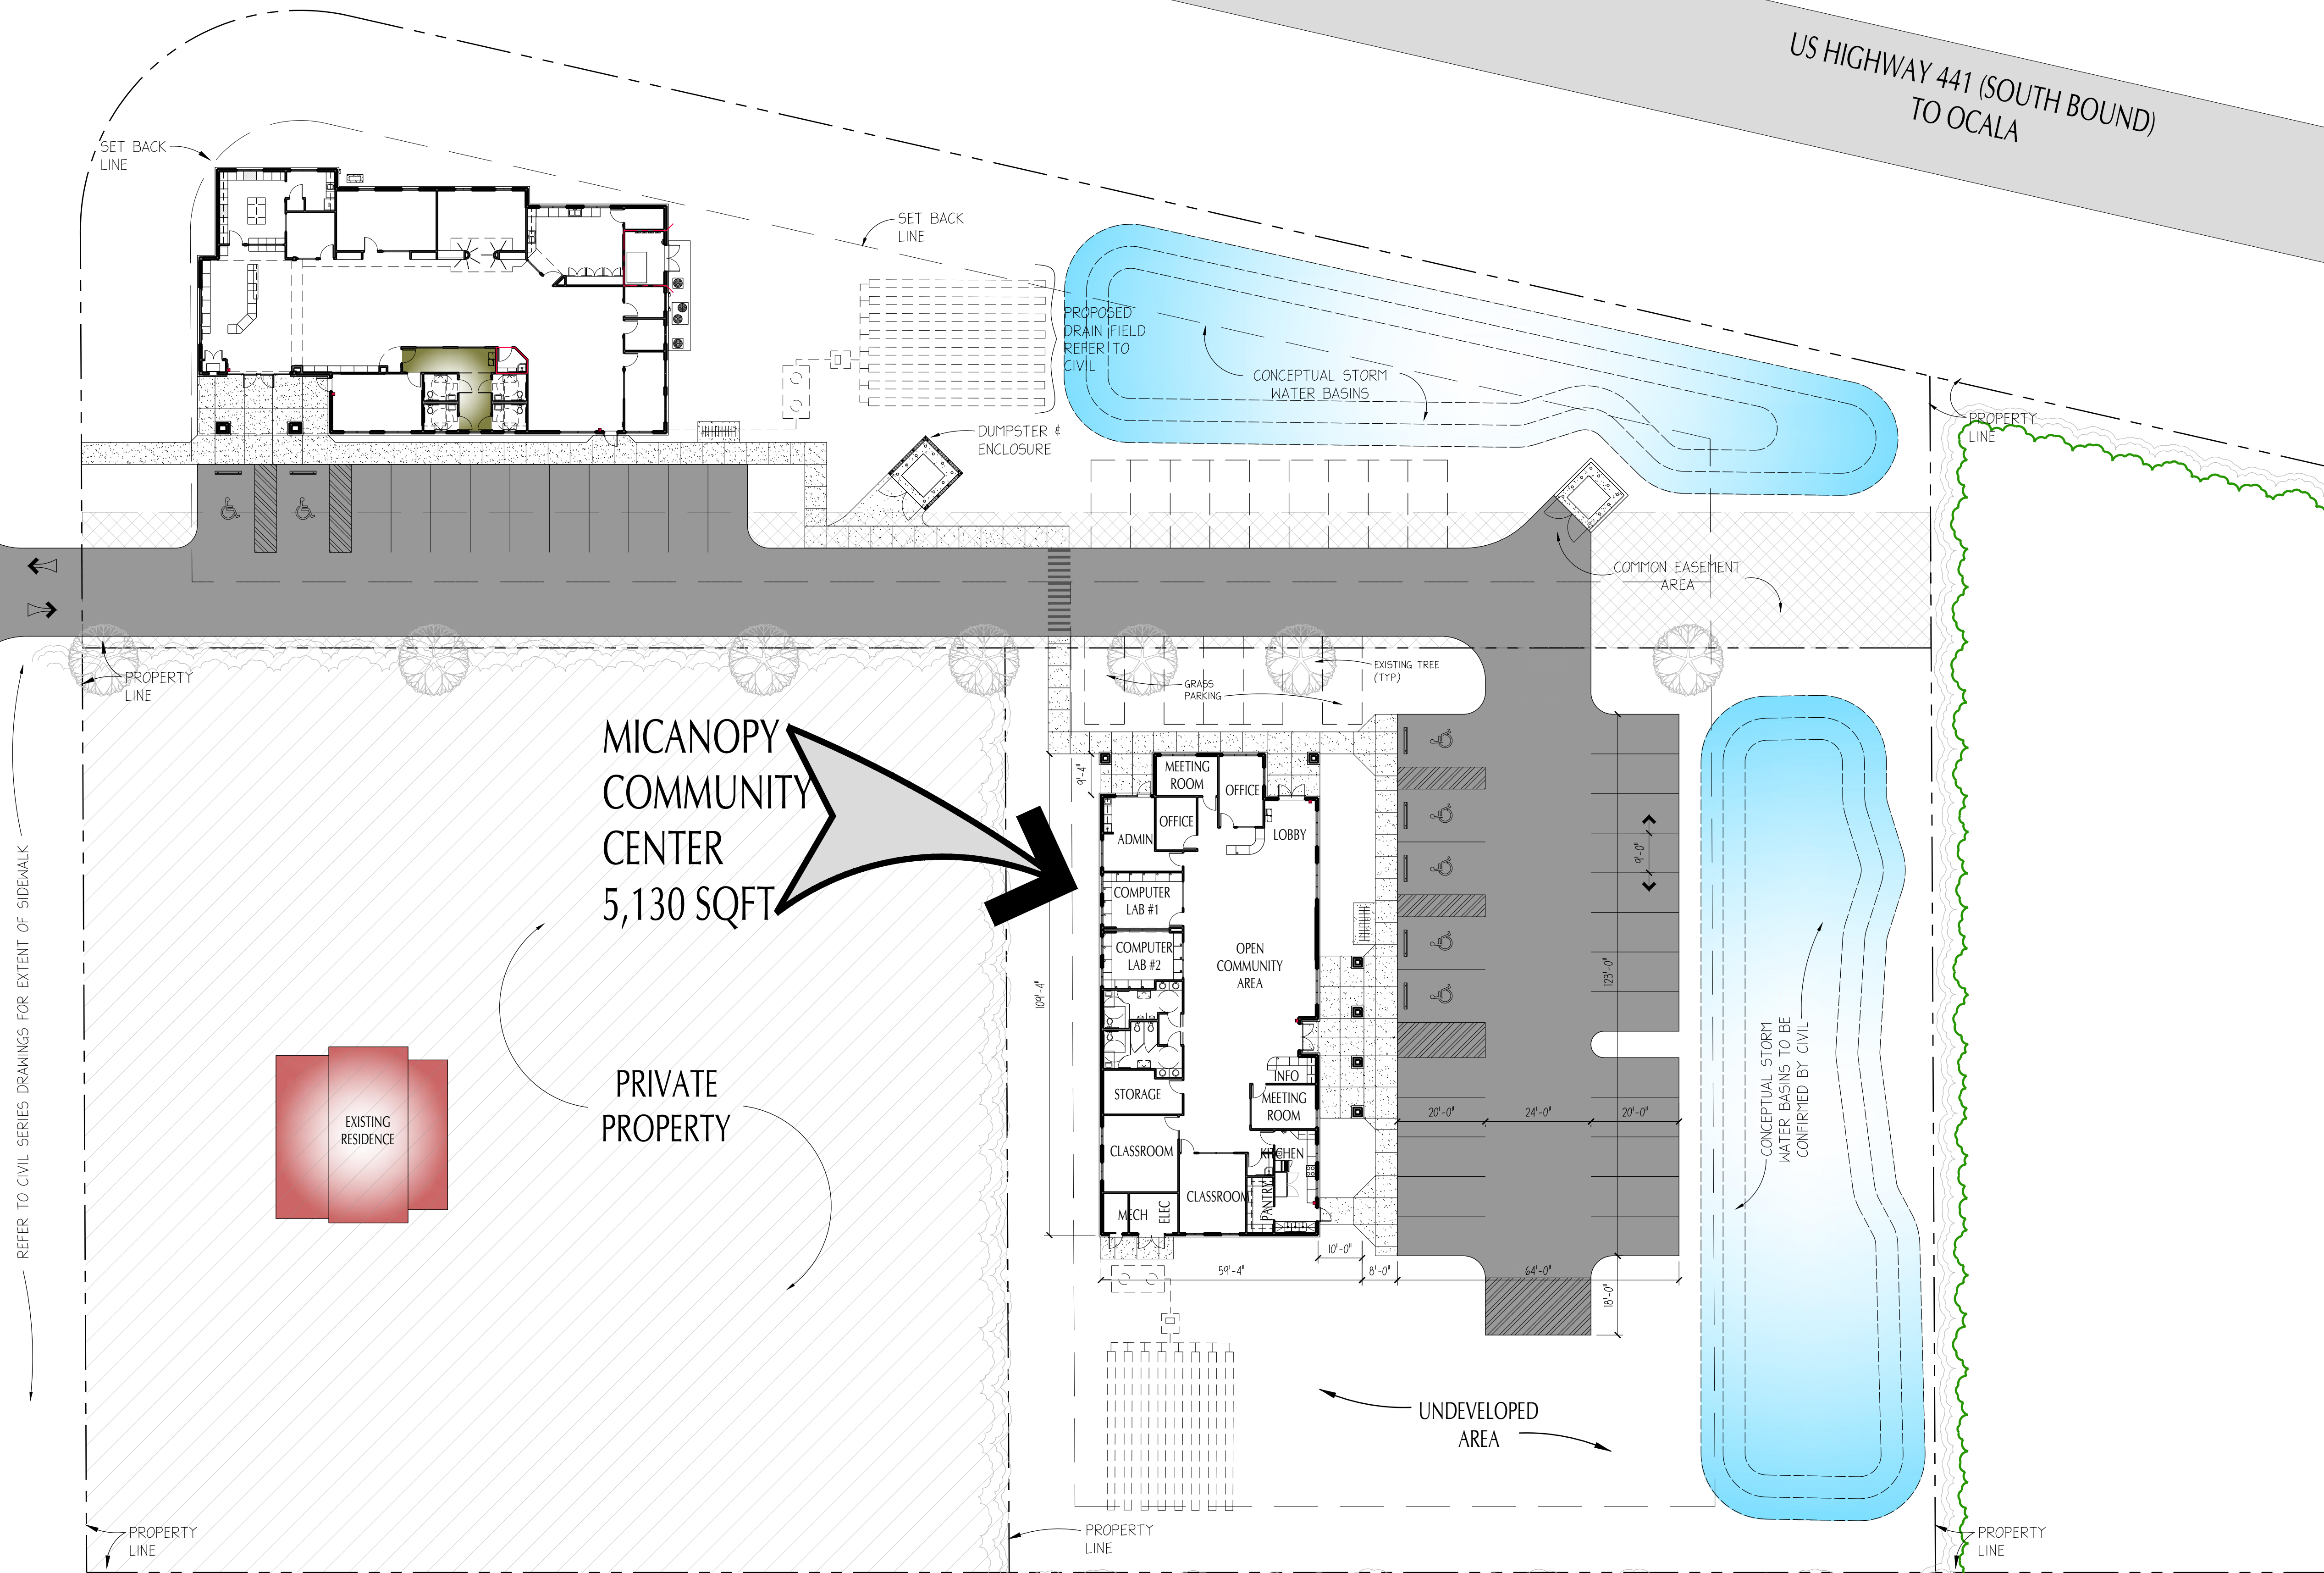 US HIGHWAY 441 (SOUTH BOUND)
TO OCALA
SET BACK
LINE
SET BACK
LINE
PROPOSED
DRAIN FIELD
REFER TO
CIVIL
CONCEPTUAL STORM
WATER BASINS
DUMPSTER &
ENCLOSURE
PROPERTY
LINE
COMMON EASEMENT
AREA
PROPERTY
LINE
EXISTING TREE
(TYP)
GRASS
PARKING
REFER TO CIVIL SERIES DRAWINGS FOR EXTENT OF SIDEWALK
MICANOPY
COMMUNITY
CENTER
5,130 SQFT
PRIVATE
PROPERTY
EXISTING
RESIDENCE
9'-4"
109'-4"
MEETING
ROOM
OFFICE
OFFICE
ADMIN
LOBBY
COMPUTER
LAB #1
COMPUTER
LAB #2
OPEN
COMMUNITY
AREA
INFO
STORAGE
MEETING
ROOM
CLASSROOM
KITCHEN
CLASSROOM
PANTRY
MECH
ELEC
9'-0"
123'-0"
20'-0"
24'-0"
20'-0"
10'-0"
59'-4"
8'-0"
64'-0"
18'-0"
CONCEPTUAL STORM
WATER BASINS TO BE
CONFIRMED BY CIVIL
UNDEVELOPED
AREA
PROPERTY
LINE
PROPERTY
LINE
PROPERTY
LINE